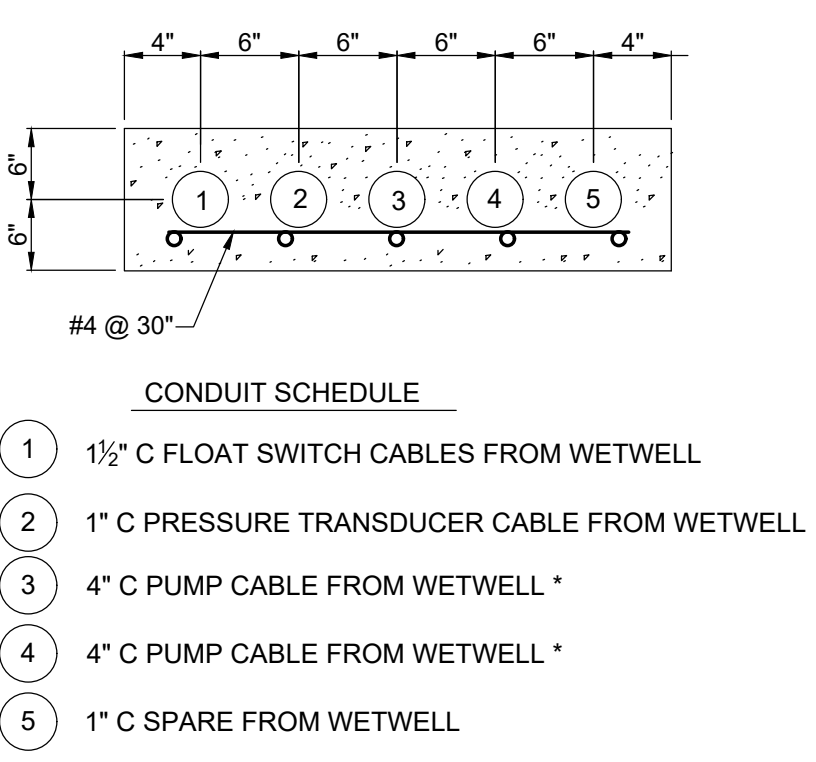 4" 6" 6" 6" 6" 4"
6"
1 2 3 4 5
6"
#4 @ 30"
CONDUIT SCHEDULE
1 1½" C FLOAT SWITCH CABLES FROM WETWELL
2 1" C PRESSURE TRANSDUCER CABLE FROM WETWELL
3 4" C PUMP CABLE FROM WETWELL *
4 4" C PUMP CABLE FROM WETWELL *
5 1" C SPARE FROM WETWELL